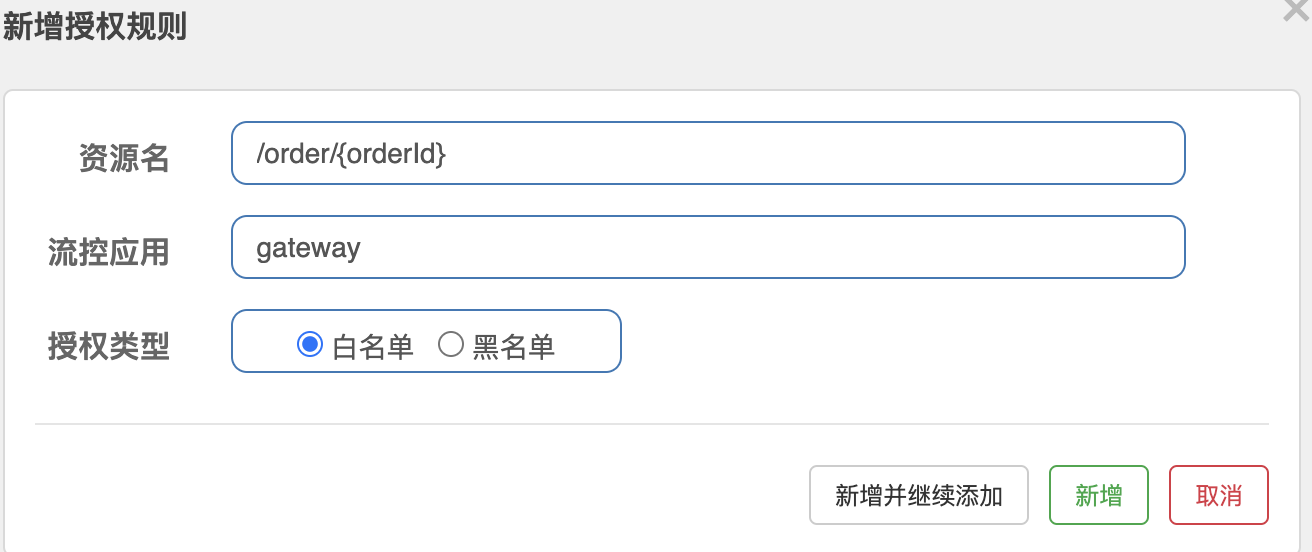 新增授权规则
资源名 /order/{orderId}
流控应用 gateway
授权类型 白名单 黑名单
新增并继续添加 新增 取消